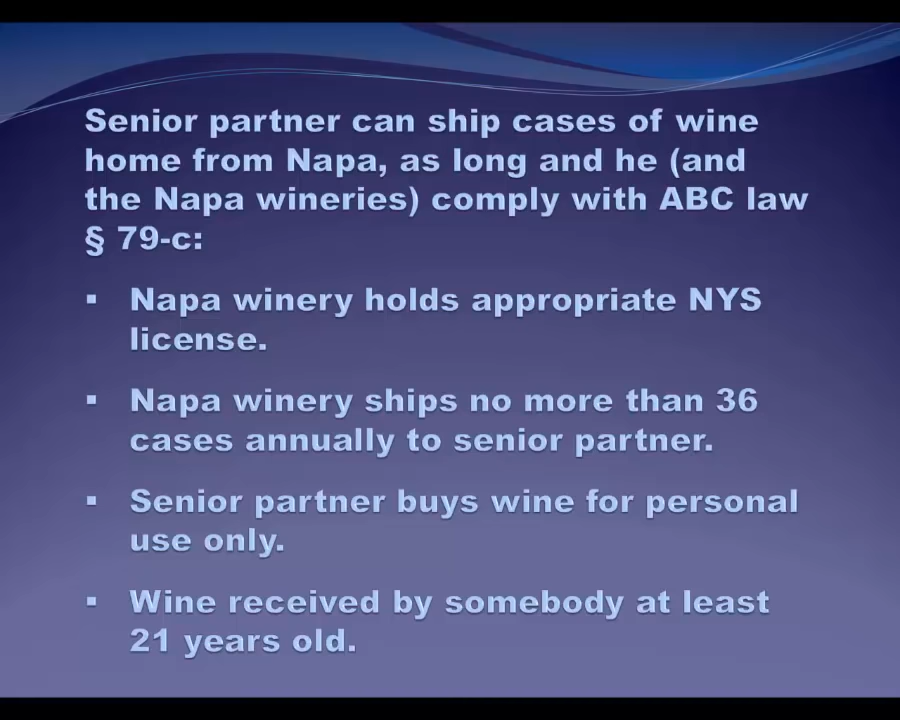 Senior partner can ship cases of wine
home from Napa, as long and he (and
the Napa wineries) comply with ABC law
§ 79-c:
▪ Napa winery holds appropriate NYS
license.
▪ Napa winery ships no more than 36
cases annually to senior partner.
▪ Senior partner buys wine for personal
use only.
▪ Wine received by somebody at least
21 years old.